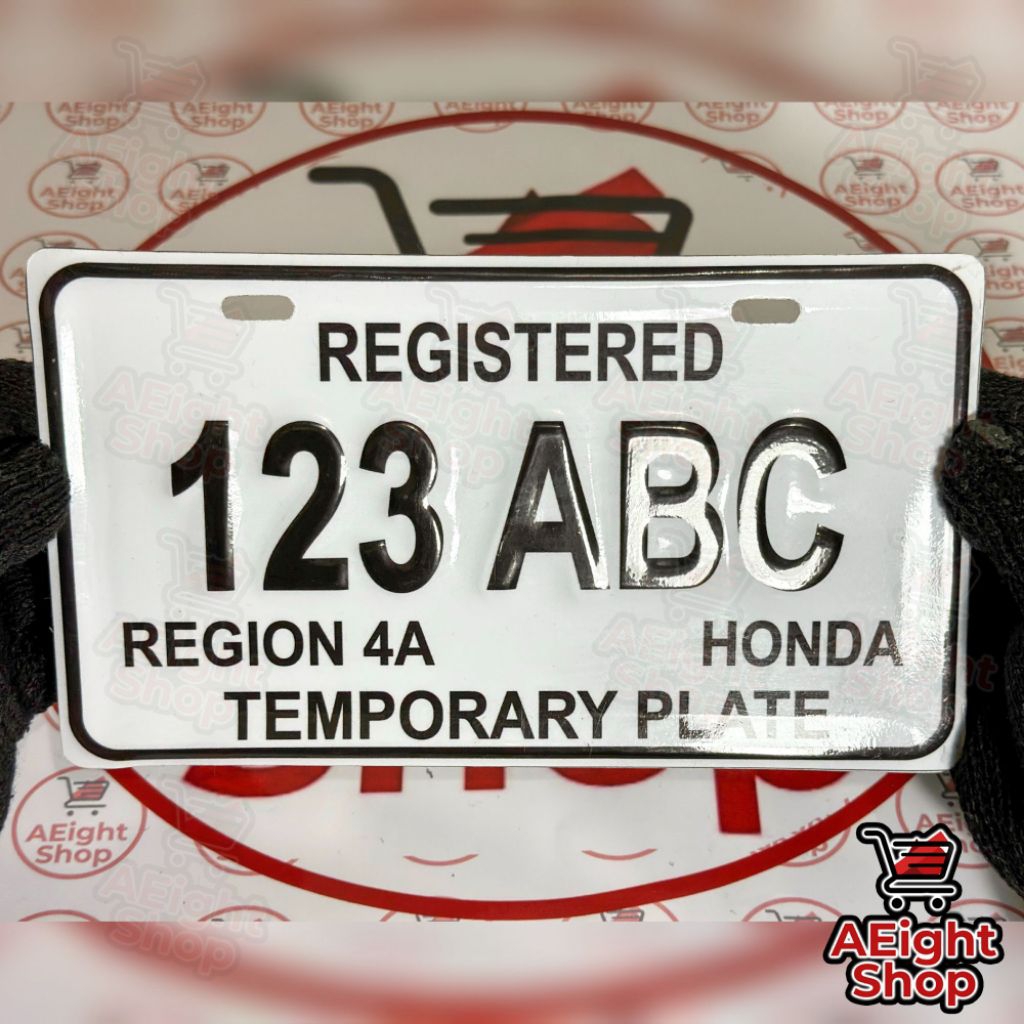 REGISTERED
123 ABC
REGION 4A HONDA
TEMPORARY PLATE
AEight
Shop